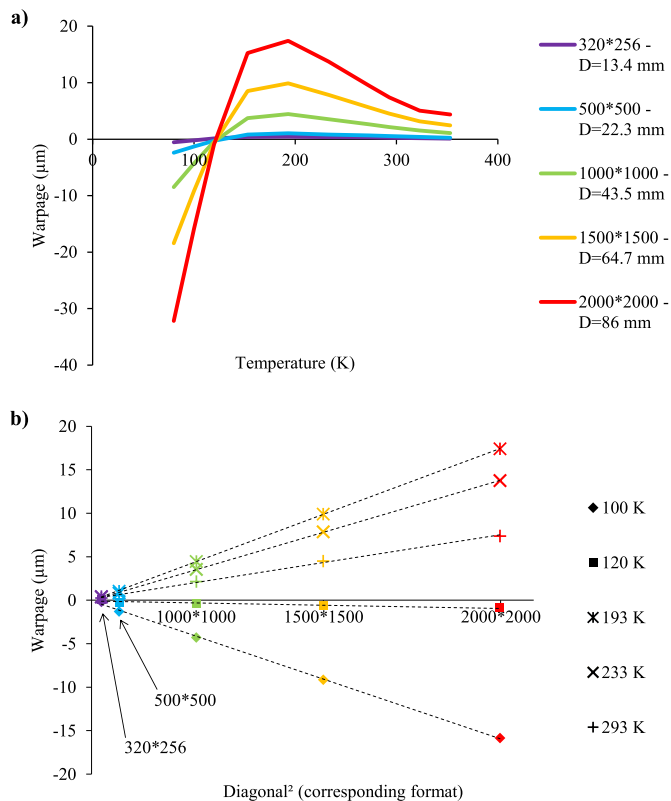 a)
20
10
0
-10
-20
-30
-40
0
100
200
300
400
Warpage (µm)
Temperature (K)
320*256 -
D=13.4 mm
500*500 -
D=22.3 mm
1000*1000 -
D=43.5 mm
1500*1500 -
D=64.7 mm
2000*2000 -
D=86 mm
b)
20
15
10
5
0
-5
-10
-15
-20
Warpage (µm)
1000*1000
1500*1500
2000*2000
500*500
320*256
Diagonal² (corresponding format)
100 K
120 K
193 K
233 K
293 K